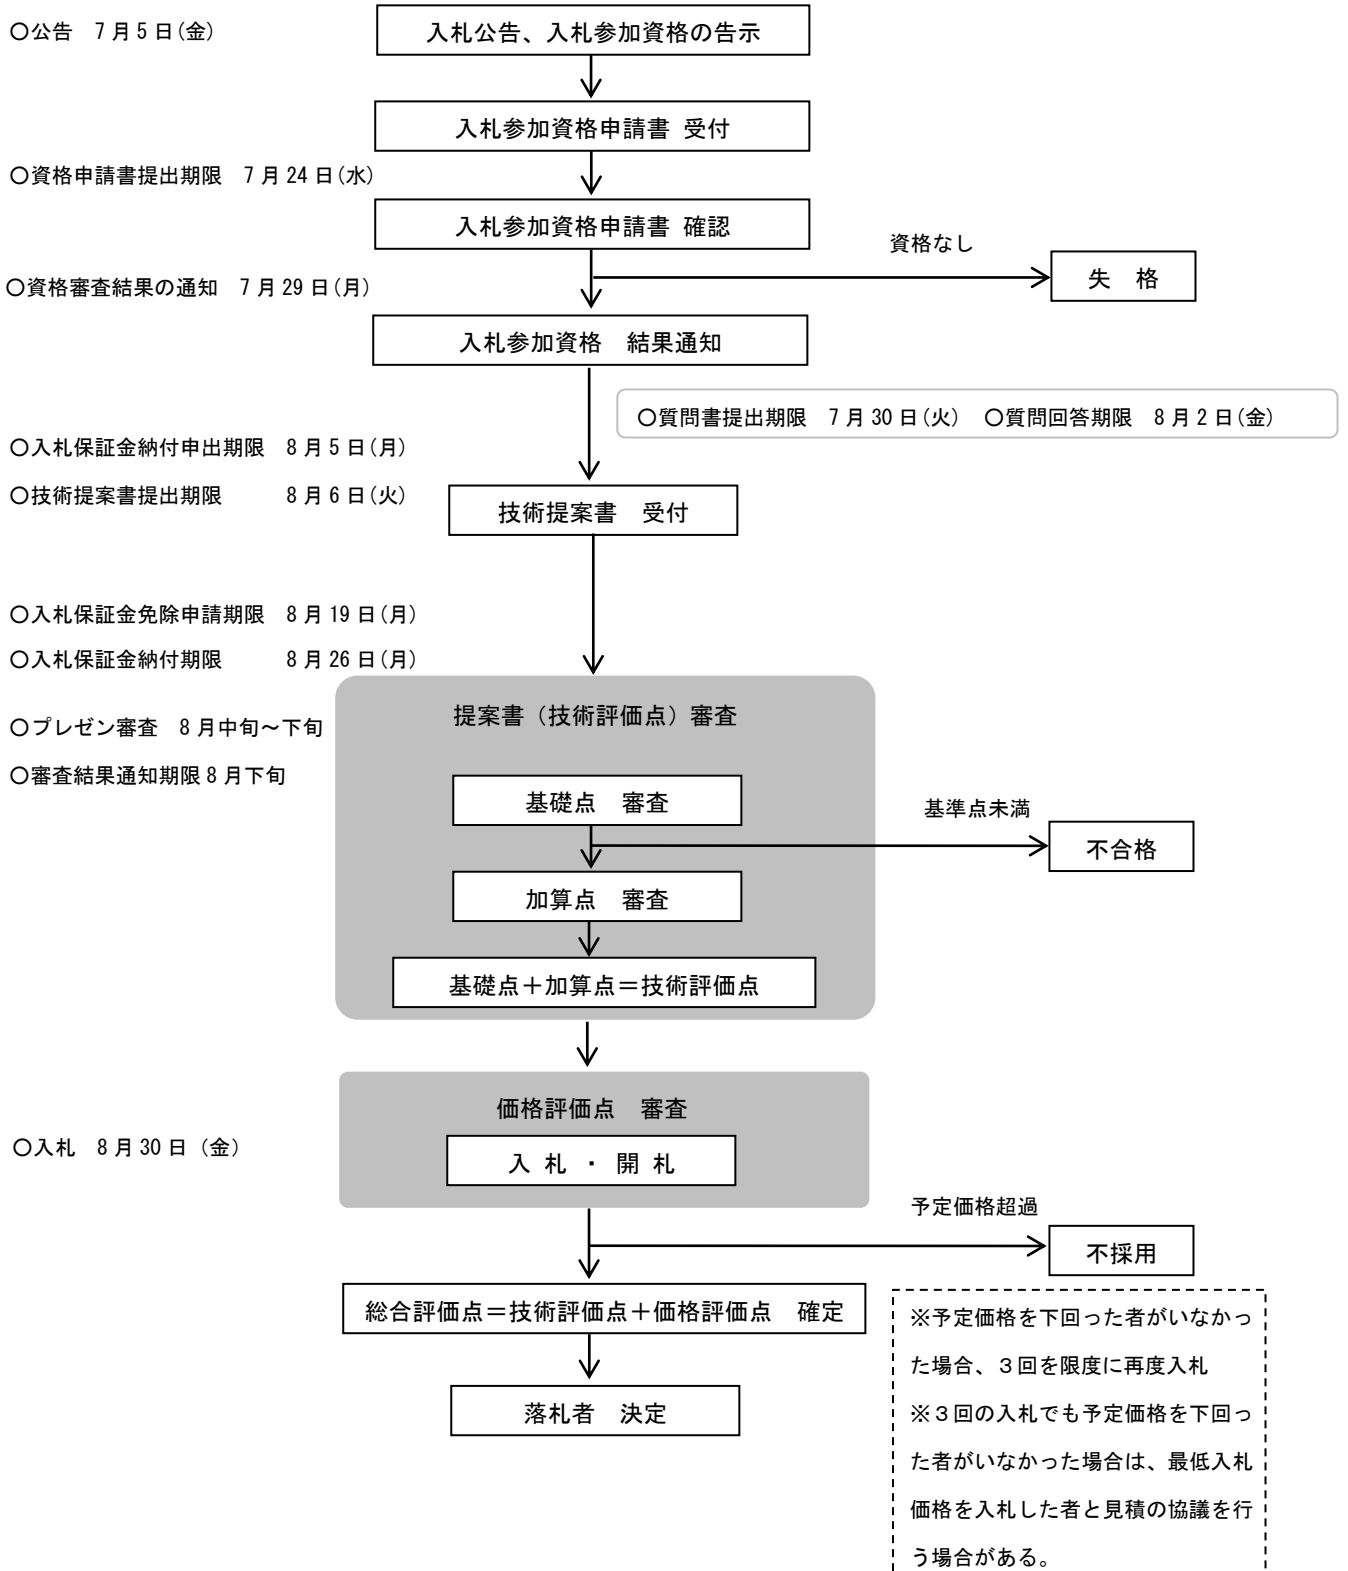 〇公告　7月5日(金)
入札公告、入札参加資格の告示
入札参加資格申請書 受付
〇資格申請書提出期限　7月24日(水)
入札参加資格申請書 確認
資格なし
失　格
〇資格審査結果の通知　7月29日(月)
入札参加資格　結果通知
〇質問書提出期限　7月30日(火)　〇質問回答期限　8月2日(金)
〇入札保証金納付申出期限　8月5日(月)
〇技術提案書提出期限　　　8月6日(火)
技術提案書　受付
〇入札保証金免除申請期限　8月19日(月)
〇入札保証金納付期限　　　8月26日(月)
提案書（技術評価点）審査
〇プレゼン審査　8月中旬～下旬
〇審査結果通知期限8月下旬
基礎点　審査
基準点未満
不合格
加算点　審査
基礎点＋加算点＝技術評価点
価格評価点　審査
〇入札　8月30日（金）
入 札 ・ 開 札
予定価格超過
不採用
総合評価点＝技術評価点＋価格評価点　確定
落札者　決定
※予定価格を下回った者がいなかっ
た場合、３回を限度に再度入札
※３回の入札でも予定価格を下回っ
た者がいなかった場合は、最低入札
価格を入札した者と見積の協議を行
う場合がある。